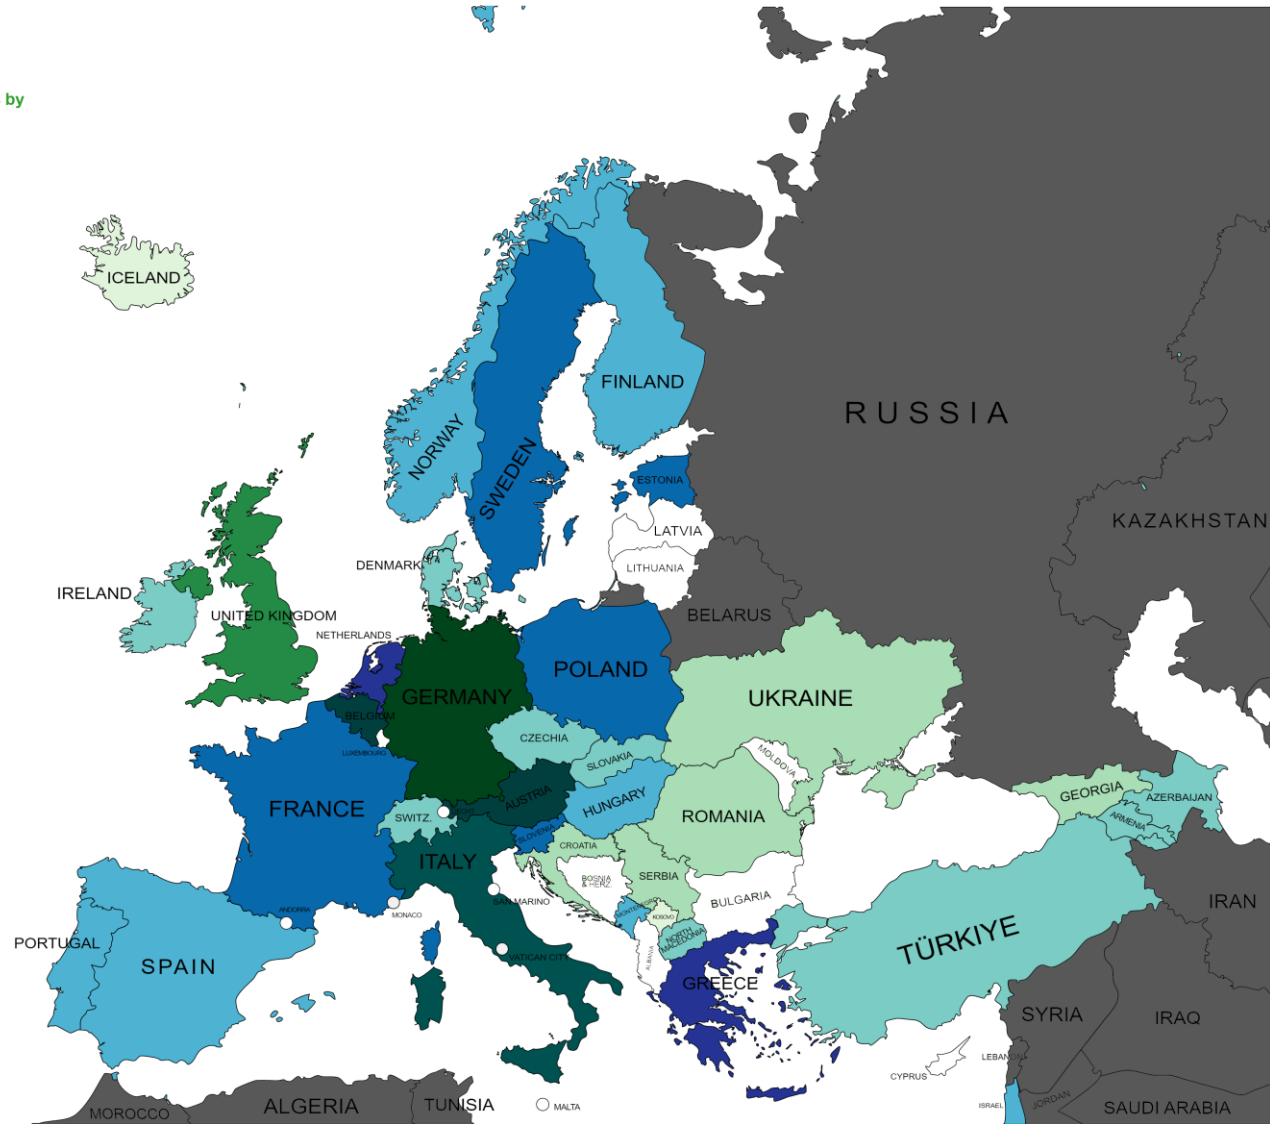 by
ICELAND
FINLAND
NORWAY
SWEDEN
RUSSIA
ESTONIA
LATVIA
LITHUANIA
KAZAKHSTAN
DENMARK
IRELAND
UNITED KINGDOM
NETHERLANDS
BELARUS
POLAND
GERMANY
UKRAINE
BELGIUM
LUXEMBOURG
CZECHIA
SLOVAKIA
MOLDOVA
AUSTRIA
HUNGARY
FRANCE
SWITZ.
ITALY
SLOVENIA
ROMANIA
GEORGIA
AZERBAIJAN
ARMENIA
CROATIA
BOSNIA
& HERZ.
SERBIA
BULGARIA
SAN MARINO
MONACO
ANDORRA
MONTENEGRO
KOSOVO
NORTH
MACEDONIA
ALBANIA
PORTUGAL
SPAIN
VATICAN CITY
GREECE
TÜRKIYE
IRAN
SYRIA
IRAQ
LEBANON
CYPRUS
ISRAEL
JORDAN
SAUDI ARABIA
MOROCCO
ALGERIA
TUNISIA
MALTA